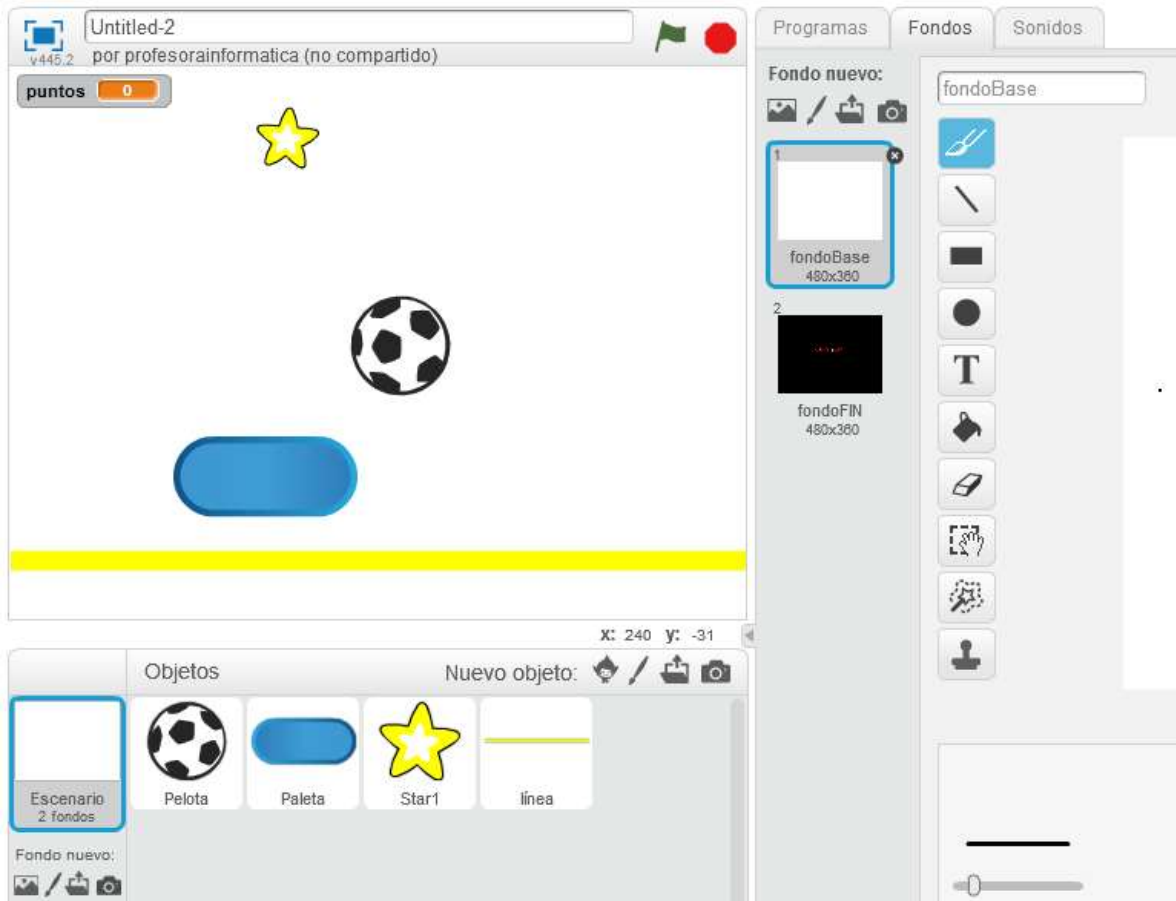 Untitled-2
v445.2 por profesorainformatica (no compartido)
puntos 0
x: 240 y: -31
Objetos
Nuevo objeto:
Escenario
2 fondos
Fondo nuevo:
Pelota
Paleta
Star1
línea
Programas
Fondos
Sonidos
Fondo nuevo:
1
fondoBase
480x360
2
fondoFIN
480x360
fondoBase
T